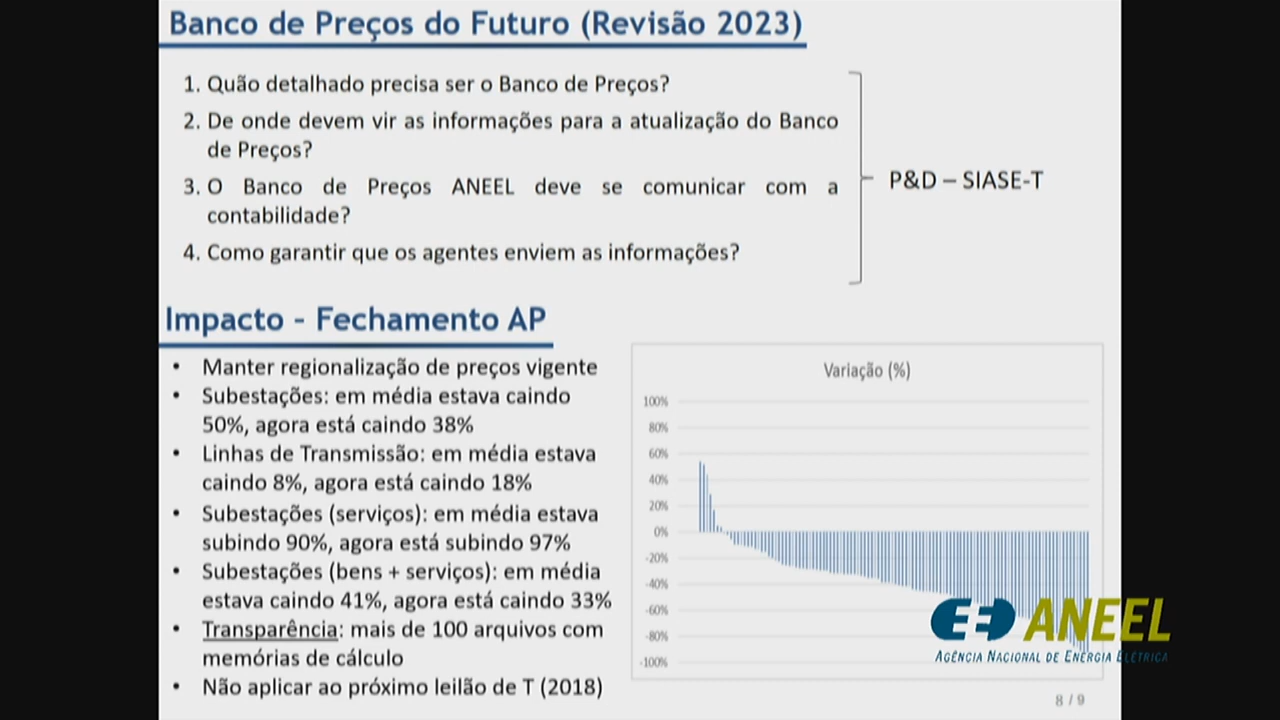 Banco de Preços do Futuro (Revisão 2023)
1. Quão detalhado precisa ser o Banco de Preços?
2. De onde devem vir as informações para a atualização do Banco
de Preços?
3. O Banco de Preços ANEEL deve se comunicar com a
contabilidade?
4. Como garantir que os agentes enviem as informações?
P&D – SIASE-T
Impacto - Fechamento AP
• Manter regionalização de preços vigente
• Subestações: em média estava caindo
50%, agora está caindo 38%
• Linhas de Transmissão: em média estava
caindo 8%, agora está caindo 18%
• Subestações (serviços): em média estava
subindo 90%, agora está subindo 97%
• Subestações (bens + serviços): em média
estava caindo 41%, agora está caindo 33%
• Transparência: mais de 100 arquivos com
memórias de cálculo
• Não aplicar ao próximo leilão de T (2018)
Variação (%)
100%
80%
60%
40%
20%
0%
-20%
-40%
-60%
-80%
-100%
ANEEL
AGÊNCIA NACIONAL DE ENERGIA ELÉTRICA
8 / 9